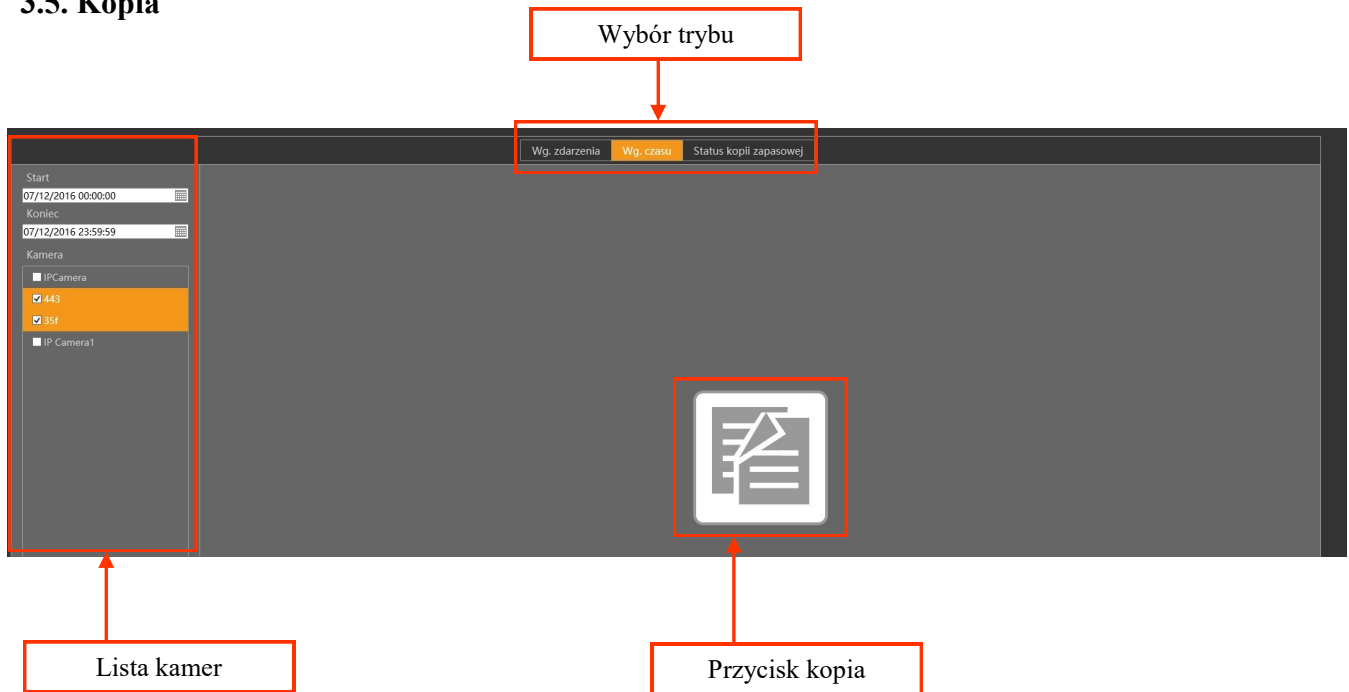 3.5. Kopia
Wybór trybu
Wg. zdarzenia Wg. czasu Status kopii zapasowej
Start
07/12/2016 00:00:00
Koniec
07/12/2016 23:59:59
Kamera
IPCamera
443
35f
IP Camera1
Lista kamer
Przycisk kopia